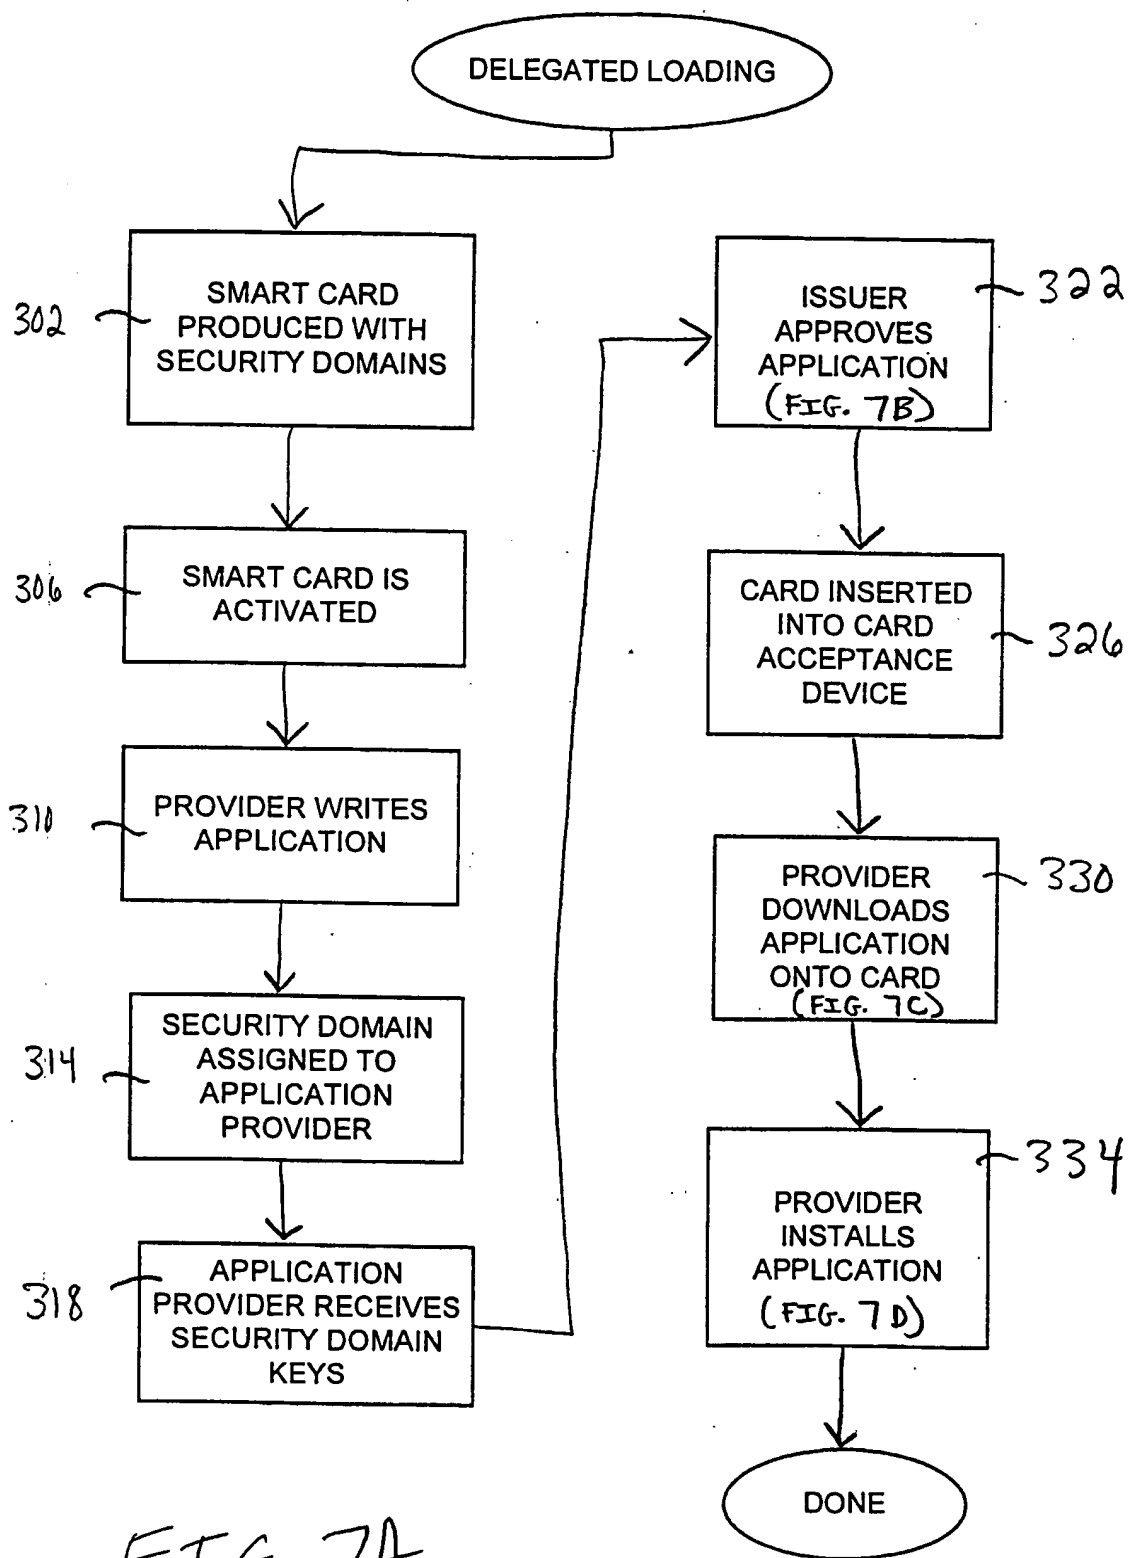 DELEGATED LOADING
302
SMART CARD
PRODUCED WITH
SECURITY DOMAINS
306
SMART CARD IS
ACTIVATED
310
PROVIDER WRITES
APPLICATION
314
SECURITY DOMAIN
ASSIGNED TO
APPLICATION
PROVIDER
318
APPLICATION
PROVIDER RECEIVES
SECURITY DOMAIN
KEYS
322
ISSUER
APPROVES
APPLICATION
(FIG. 7B)
326
CARD INSERTED
INTO CARD
ACCEPTANCE
DEVICE
330
PROVIDER
DOWNLOADS
APPLICATION
ONTO CARD
(FIG. 7C)
334
PROVIDER
INSTALLS
APPLICATION
(FIG. 7D)
DONE
FIG. 7A